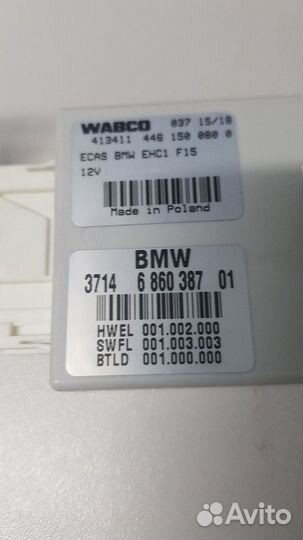 WABCO 037 15/18
413411 446 150 080 0
ECAS BMW EHC1 F15
12V
Made in Poland
BMW
3714 6 860 387 01
HWEL 001.002.000
SWFL 001.003.003
BTLD 001.000.000
Avito